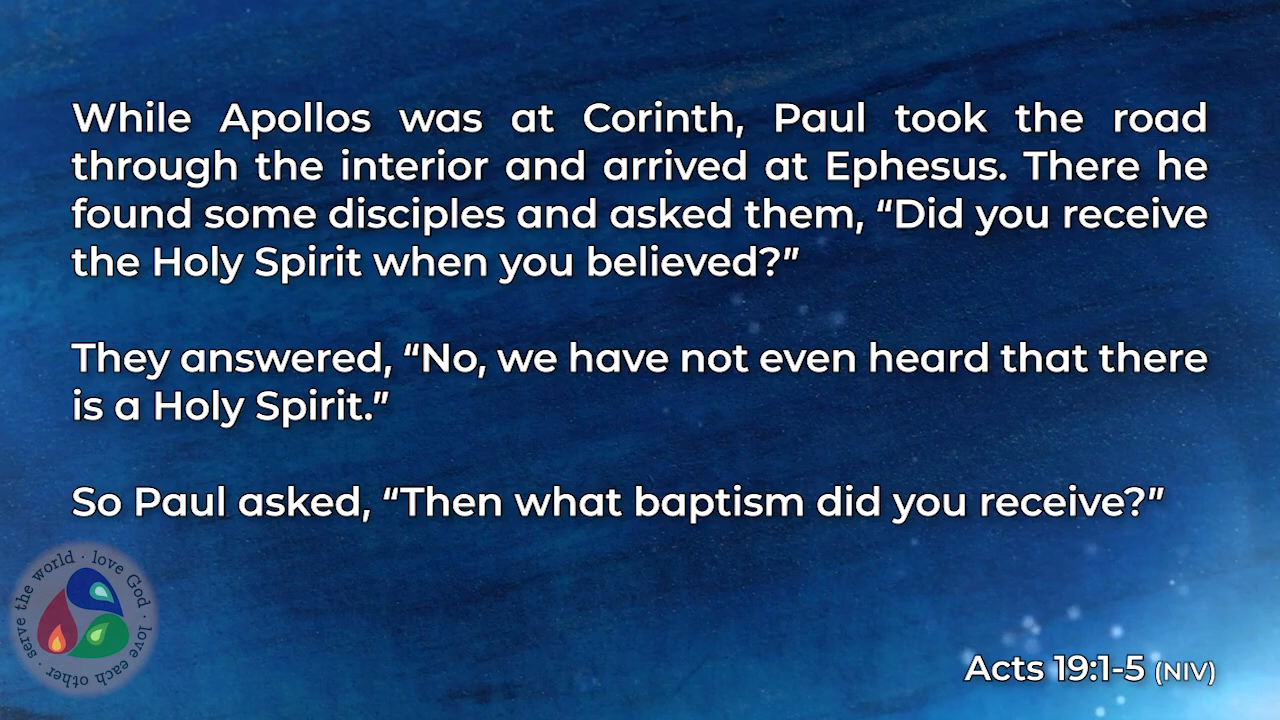 While Apollos was at Corinth, Paul took the road
through the interior and arrived at Ephesus. There he
found some disciples and asked them, “Did you receive
the Holy Spirit when you believed?”
They answered, “No, we have not even heard that there
is a Holy Spirit.”
So Paul asked, “Then what baptism did you receive?”
serve the world · love God · love each other ·
Acts 19:1-5 (NIV)